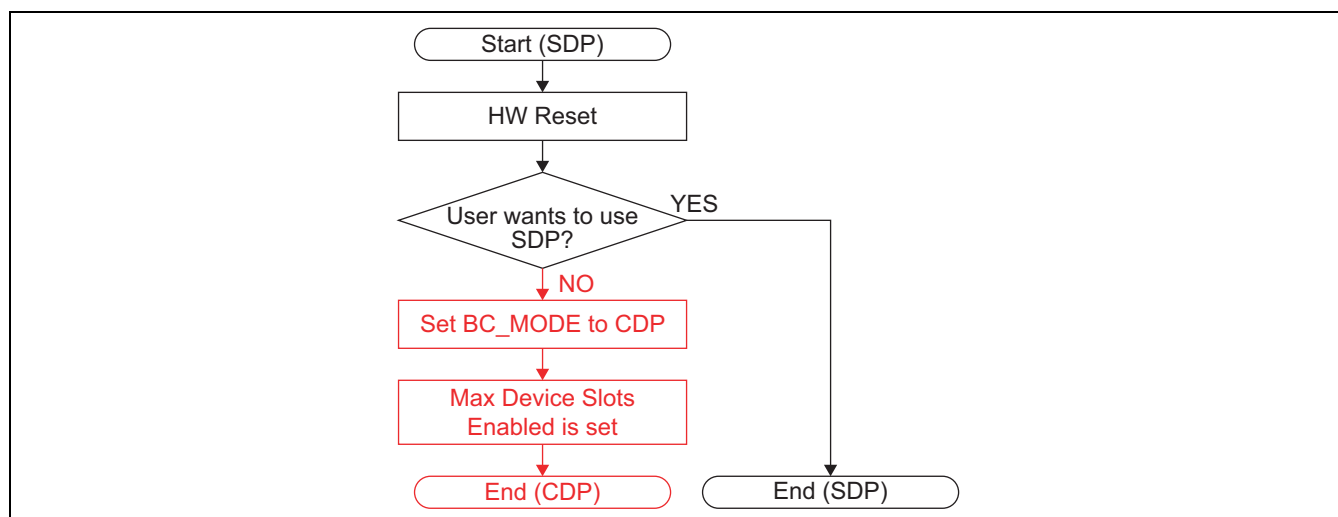 Start (SDP)
HW Reset
User wants to use
SDP?
YES
NO
Set BC_MODE to CDP
Max Device Slots
Enabled is set
End (CDP)
End (SDP)